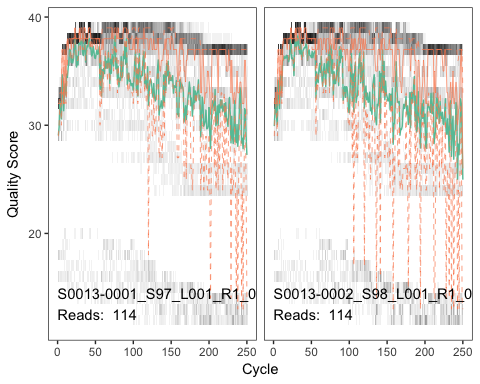 40
30
20
Quality Score
S0013-0001_S97_L001_R1_0
Reads: 114
S0013-0002_S98_L001_R1_0
Reads: 114
0 50 100 150 200 250
0 50 100 150 200 250
Cycle